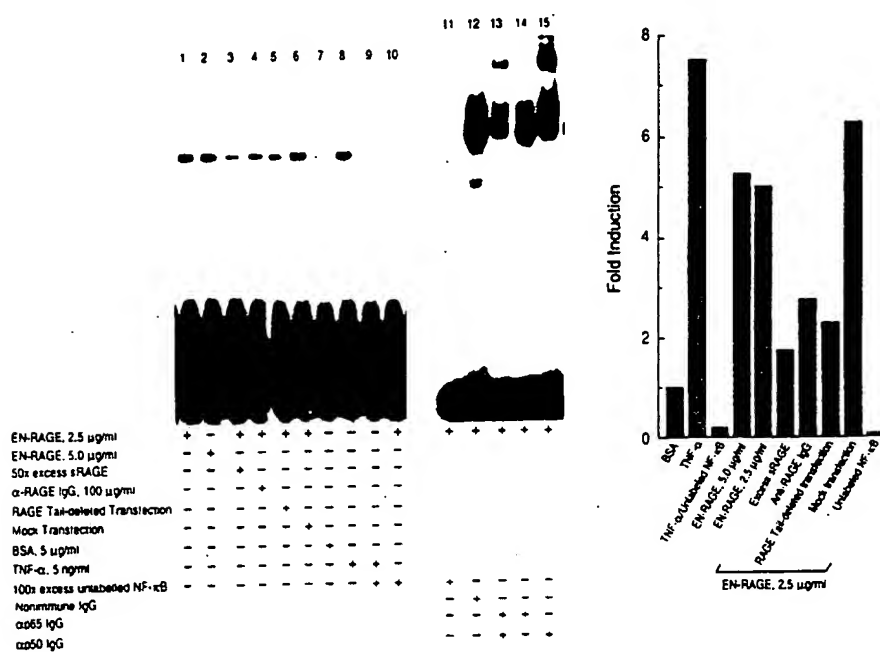 1 2 3 4 5 6 7 8 9 10
11 12 13 14 15
EN-RAGE, 2.5 µg/ml + - + + + + - - - + + + + + +
EN-RAGE, 5.0 µg/ml - + - - - - - - - -
50x excess sRAGE - - + - - - - - - -
α-RAGE IgG, 100 µg/ml - - - + - - - - - -
RAGE Tail-deleted Transfection - - - - + - - - - -
Mock Transfection - - - - - + - - - -
BSA, 5 µg/ml - - - - - - + - - -
TNF-α, 5 ng/ml - - - - - - - + + -
100x excess unlabelled NF-κB - - - - - - - - + + + - - - -
Nonimmune IgG - + - - -
αp65 IgG - - + + -
αp50 IgG - - + - +
Fold Induction
8
6
4
2
0
BSA
TNF-α
TNF-α/Unlabeled NF-κB
EN-RAGE, 5.0 µg/ml
EN-RAGE, 2.5 µg/ml
Excess sRAGE
Anti RAGE IgG
RAGE Tail-deleted transfection
Mock transfection
Unlabeled NF-κB
EN-RAGE, 2.5 µg/ml